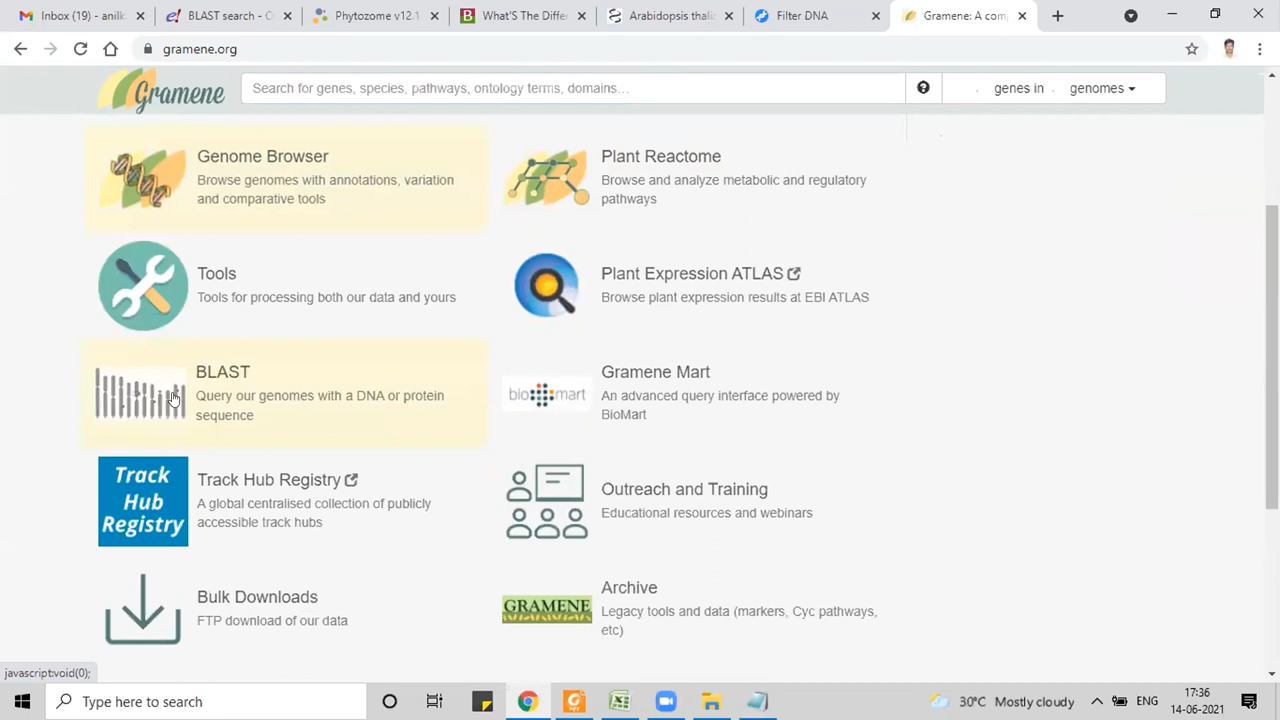 Inbox (19) - anilk
BLAST search - C
Phytozome v12.1
What'S The Differ
Arabidopsis thalic
Filter DNA
Gramene: A com
gramene.org
Gramene
Search for genes, species, pathways, ontology terms, domains...
genes in
genomes
Genome Browser
Browse genomes with annotations, variation
and comparative tools
Plant Reactome
Browse and analyze metabolic and regulatory
pathways
Tools
Tools for processing both our data and yours
Plant Expression ATLAS
Browse plant expression results at EBI ATLAS
BLAST
Query our genomes with a DNA or protein
sequence
bio mart
Gramene Mart
An advanced query interface powered by
BioMart
Track
Hub
Registry
Track Hub Registry
A global centralised collection of publicly
accessible track hubs
Outreach and Training
Educational resources and webinars
Bulk Downloads
FTP download of our data
GRAMENE
Archive
Legacy tools and data (markers, Cyc pathways,
etc)
javascript:void(0);
Type here to search
30°C Mostly cloudy
ENG
17:36
14-06-2021